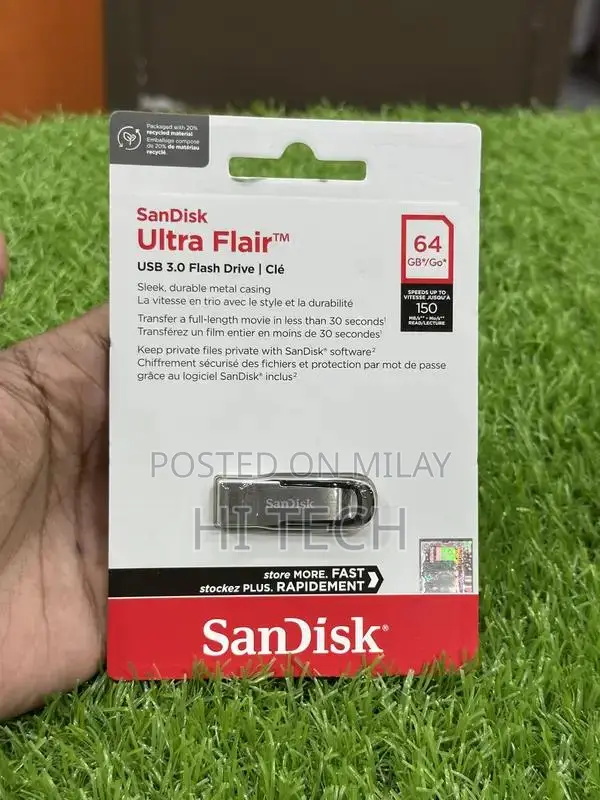 Packaged with 20%
recycled material
Emballage composé
de 20% de matériau
recyclé.
SanDisk
Ultra Flair™
USB 3.0 Flash Drive | Clé
Sleek, durable metal casing
La vitesse en trio avec le style et la durabilité
Transfer a full-length movie in less than 30 seconds¹
Transférez un film entier en moins de 30 secondes¹
Keep private files private with SanDisk® software²
Chiffrement sécurisé des fichiers et protection par mot de passe
grâce au logiciel SanDisk® inclus²
64
GB*/Go*
SPEEDS UP TO
VITESSE JUSQU'À
150
MB/s** • Mo/s**
READ/LECTURE
POSTED ON MILAY
SanDisk
HI TECH
store MORE. FAST
stockez PLUS. RAPIDEMENT
SanDisk®